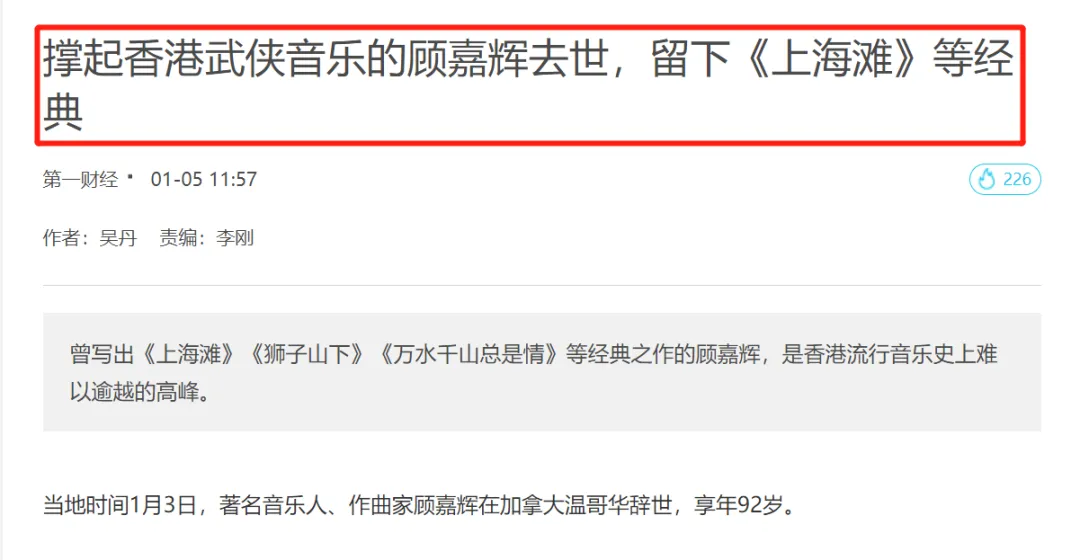 撑起香港武侠音乐的顾嘉辉去世，留下《上海滩》等经
典
第一财经 · 01-05 11:57
226
作者：吴丹 责编：李刚
曾写出《上海滩》《狮子山下》《万水千山总是情》等经典之作的顾嘉辉，是香港流行音乐史上难
以逾越的高峰。
当地时间1月3日，著名音乐人、作曲家顾嘉辉在加拿大温哥华辞世，享年92岁。